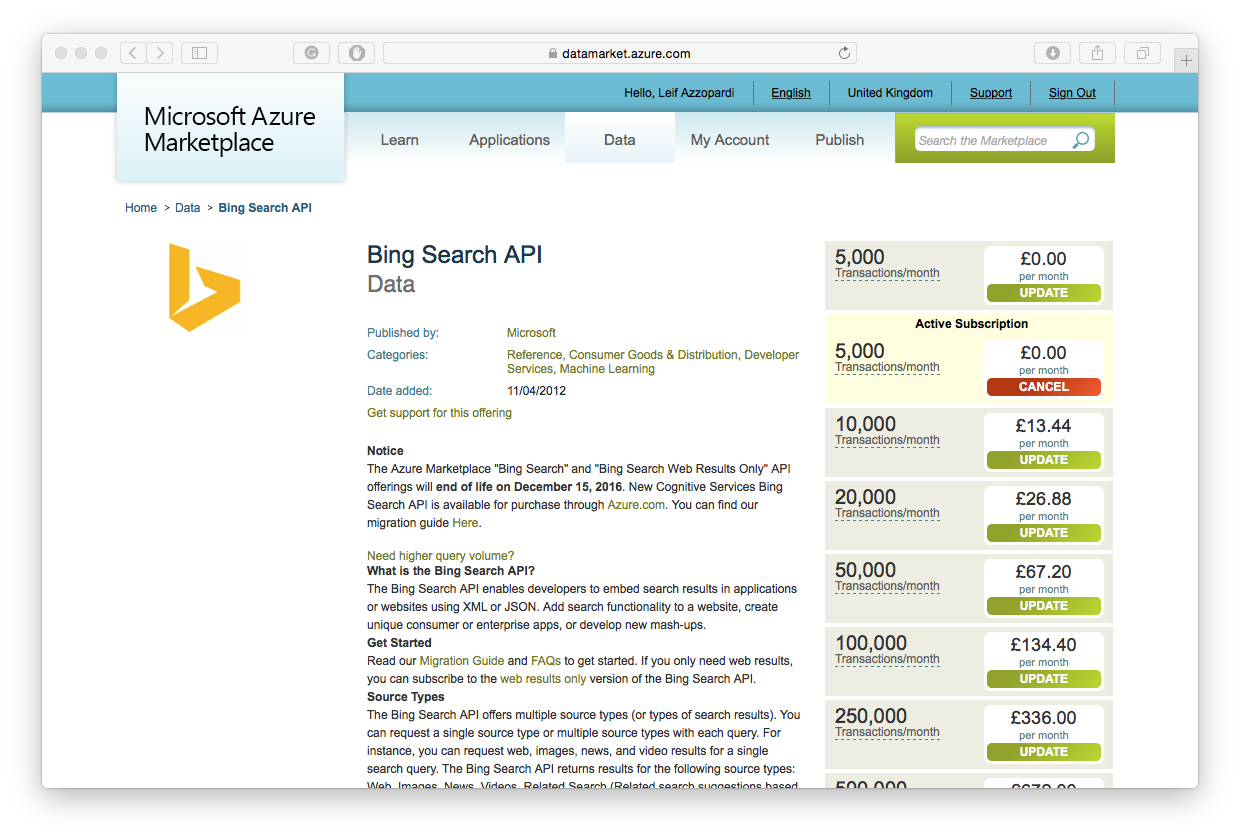 datamarket.azure.com
Hello, Leif Azzopardi
English
United Kingdom
Support
Sign Out
Microsoft Azure
Marketplace
Learn
Applications
Data
My Account
Publish
Search the Marketplace
Home > Data > Bing Search API
Bing Search API
Data
Published by: Microsoft
Categories: Reference, Consumer Goods & Distribution, Developer
Services, Machine Learning
Date added: 11/04/2012
Get support for this offering
Notice
The Azure Marketplace "Bing Search" and "Bing Search Web Results Only" API
offerings will end of life on December 15, 2016. New Cognitive Services Bing
Search API is available for purchase through Azure.com. You can find our
migration guide Here.
Need higher query volume?
What is the Bing Search API?
The Bing Search API enables developers to embed search results in applications
or websites using XML or JSON. Add search functionality to a website, create
unique consumer or enterprise apps, or develop new mash-ups.
Get Started
Read our Migration Guide and FAQs to get started. If you only need web results,
you can subscribe to the web results only version of the Bing Search API.
Source Types
The Bing Search API offers multiple source types (or types of search results). You
can request a single source type or multiple source types with each query. For
instance, you can request web, images, news, and video results for a single
search query. The Bing Search API returns results for the following source types:
Web, Images, News, Videos, Related Search (Related search suggestions based
5,000
Transactions/month
£0.00
per month
UPDATE
Active Subscription
5,000
Transactions/month
£0.00
per month
CANCEL
10,000
Transactions/month
£13.44
per month
UPDATE
20,000
Transactions/month
£26.88
per month
UPDATE
50,000
Transactions/month
£67.20
per month
UPDATE
100,000
Transactions/month
£134.40
per month
UPDATE
250,000
Transactions/month
£336.00
per month
UPDATE
500,000